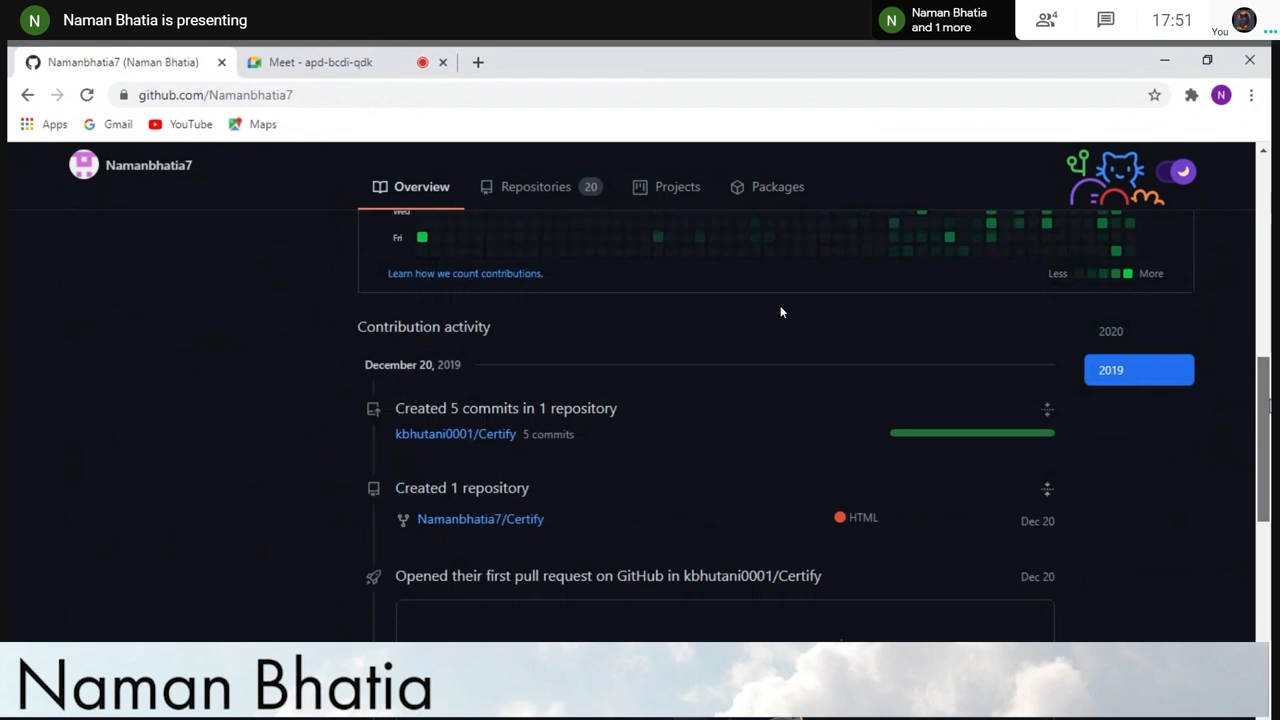 N Naman Bhatia is presenting
N Naman Bhatia and 1 more
4
17:51
You
Namanbhatia7 (Naman Bhatia)
Meet - apd-bcdi-qdk
github.com/Namanbhatia7
N
Apps Gmail YouTube Maps
Namanbhatia7
Overview Repositories 20 Projects Packages
Wed
Fri
Learn how we count contributions. Less More
Contribution activity 2020
December 20, 2019 2019
Created 5 commits in 1 repository
kbhutani0001/Certify 5 commits
Created 1 repository
Namanbhatia7/Certify HTML Dec 20
Opened their first pull request on GitHub in kbhutani0001/Certify Dec 20
Naman Bhatia